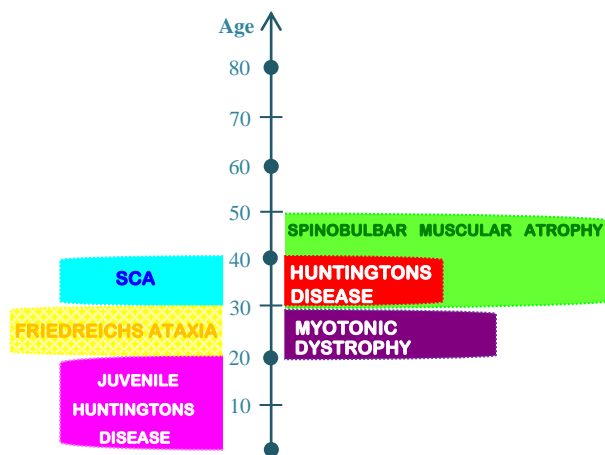 Age
80
70
60
50
SPINOBULBAR MUSCULAR ATROPHY
40
SCA
HUNTINGTONS
DISEASE
30
FRIEDREICHS ATAXIA
MYOTONIC
DYSTROPHY
20
JUVENILE
HUNTINGTONS
DISEASE
10